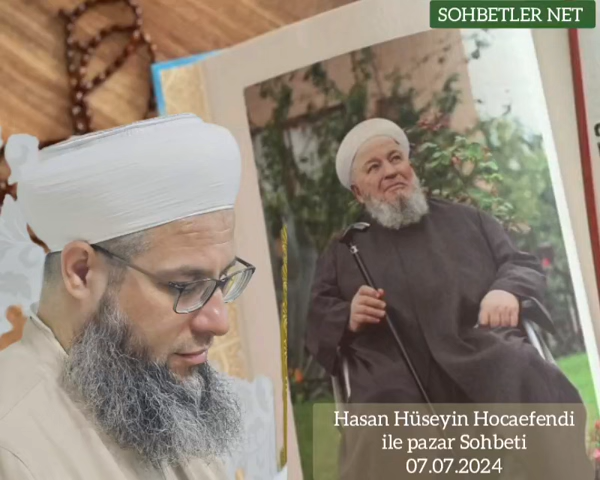 SOHBETLER NET
Hasan Hüseyin Hocaefendi
ile pazar Sohbeti
07.07.2024